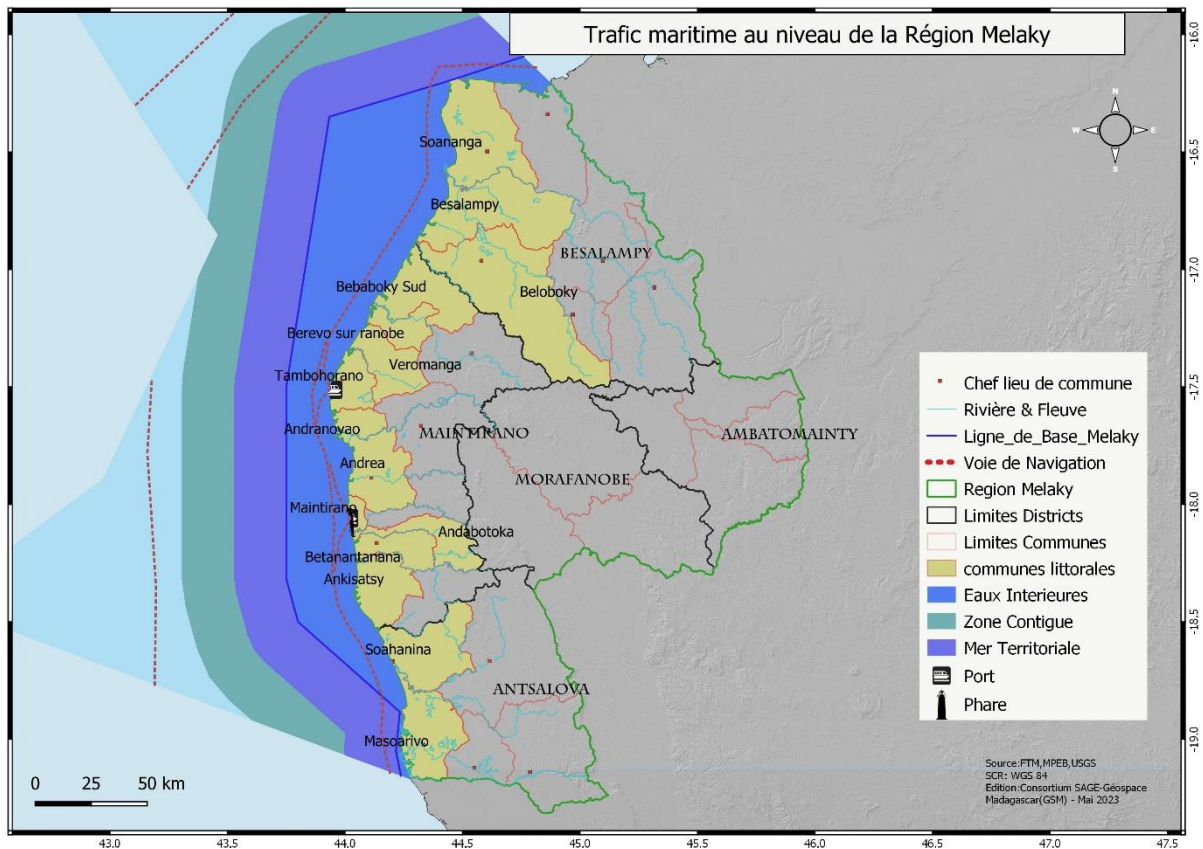 Trafic maritime au niveau de la Région Melaky
N
W
E
S
-16.0
-16.5
-17.0
-17.5
-18.0
-18.5
-19.0
Soananga
Besalampy
BESALAMPY
Bebaboky Sud
Beloboky
Berevo sur ranobe
Veromanga
Tambohorano
Andranovao
MAINTIRANO
AMBATOMAINTY
Andrea
MORAFANOBE
Maintirano
Andabotoka
Betanantanana
Ankisatsy
Soahanina
ANTSALOVA
Masoarivo
Chef lieu de commune
Rivière & Fleuve
Ligne_de_Base_Melaky
Voie de Navigation
Region Melaky
Limites Districts
Limites Communes
communes littorales
Eaux Interieures
Zone Contigue
Mer Territoriale
Port
Phare
Source:FTM,MPEB,USGS
SCR: WGS 84
Edition:Consortium SAGE-Géospace
Madagascar(GSM) - Mai 2023
0 25 50 km
43.0 43.5 44.0 44.5 45.0 45.5 46.0 46.5 47.0 47.5